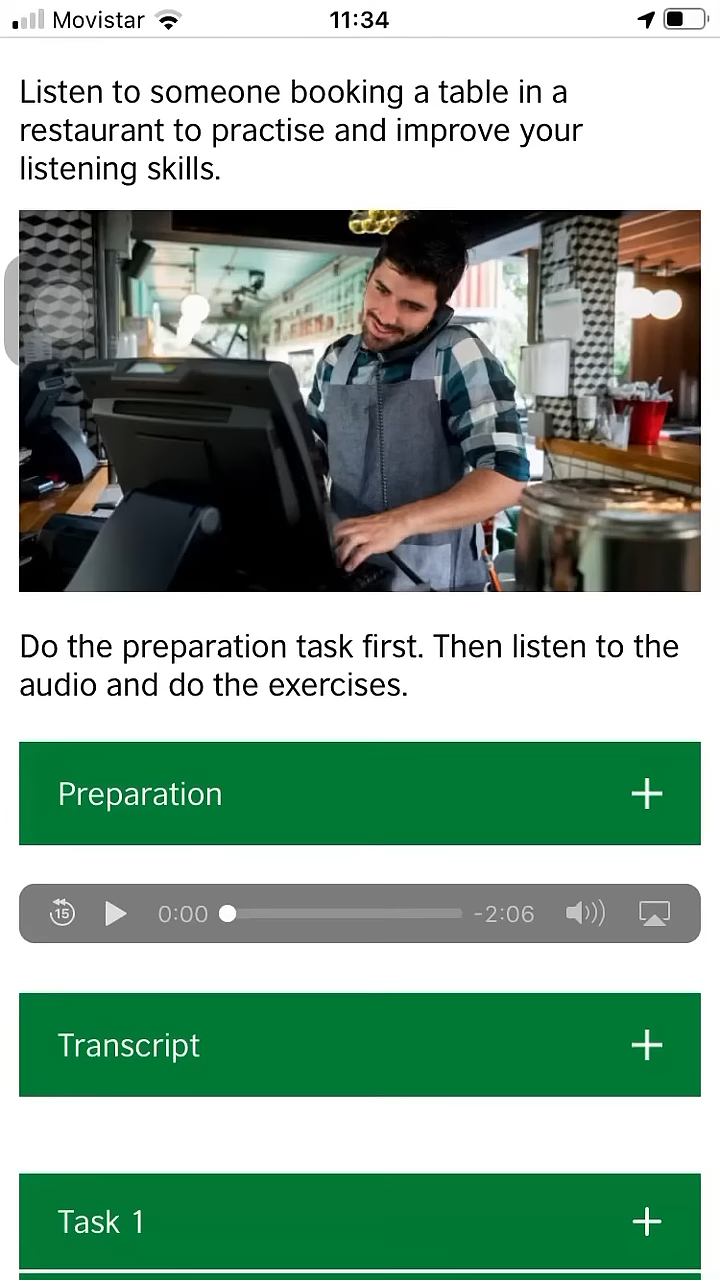 Movistar 11:34
Listen to someone booking a table in a
restaurant to practise and improve your
listening skills.
Do the preparation task first. Then listen to the
audio and do the exercises.
Preparation +
15 0:00 -2:06
Transcript +
Task 1 +